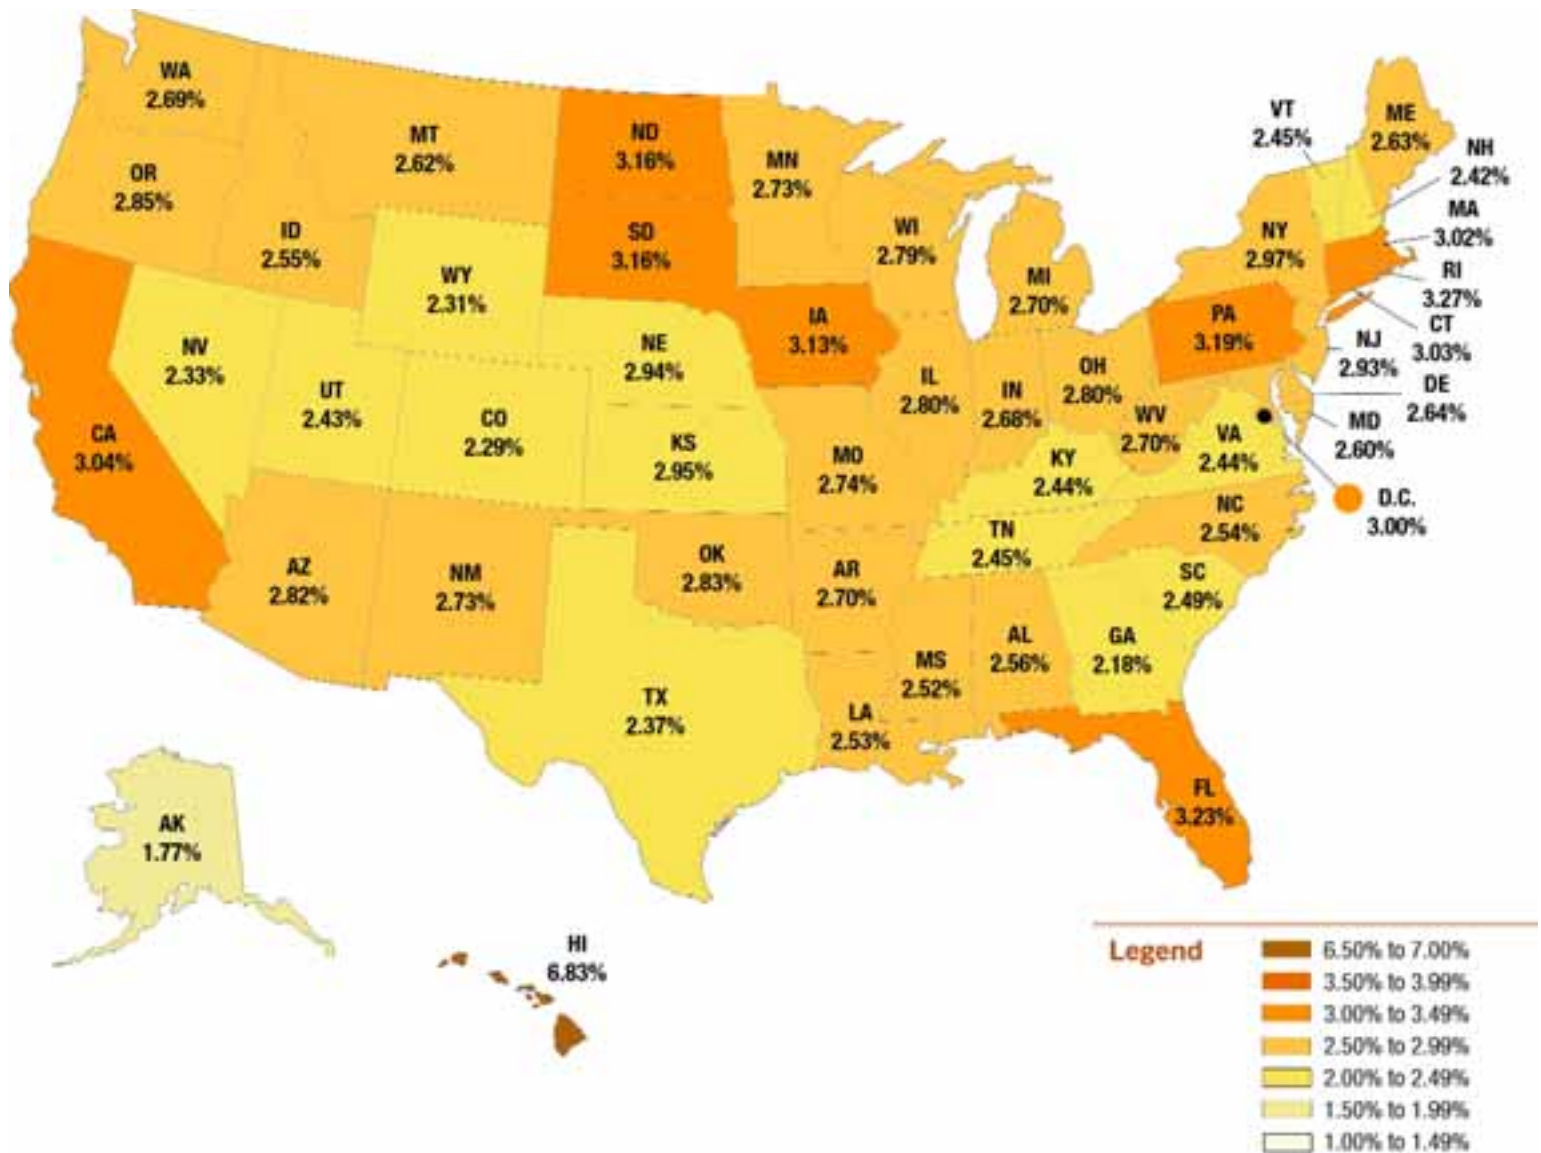 WA
2.69%
MT
2.62%
ND
3.16%
MN
2.73%
VT
2.45%
ME
2.63%
NH
2.42%
OR
2.85%
ID
2.55%
WY
2.31%
SD
3.16%
WI
2.79%
MI
2.70%
NY
2.97%
MA
3.02%
RI
3.27%
CT
3.03%
NJ
2.93%
DE
2.64%
MD
2.60%
D.C.
3.00%
CA
3.04%
NV
2.33%
UT
2.43%
CO
2.29%
NE
2.94%
KS
2.95%
IA
3.13%
MO
2.74%
IL
2.80%
IN
2.68%
OH
2.80%
PA
3.19%
WV
2.70%
VA
2.44%
KY
2.44%
NC
2.54%
TN
2.45%
SC
2.49%
AZ
2.82%
NM
2.73%
OK
2.83%
AR
2.70%
TX
2.37%
LA
2.53%
MS
2.52%
AL
2.56%
GA
2.18%
FL
3.23%
AK
1.77%
HI
6.83%
Legend
6.50% to 7.00%
3.50% to 3.99%
3.00% to 3.49%
2.50% to 2.99%
2.00% to 2.49%
1.50% to 1.99%
1.00% to 1.49%